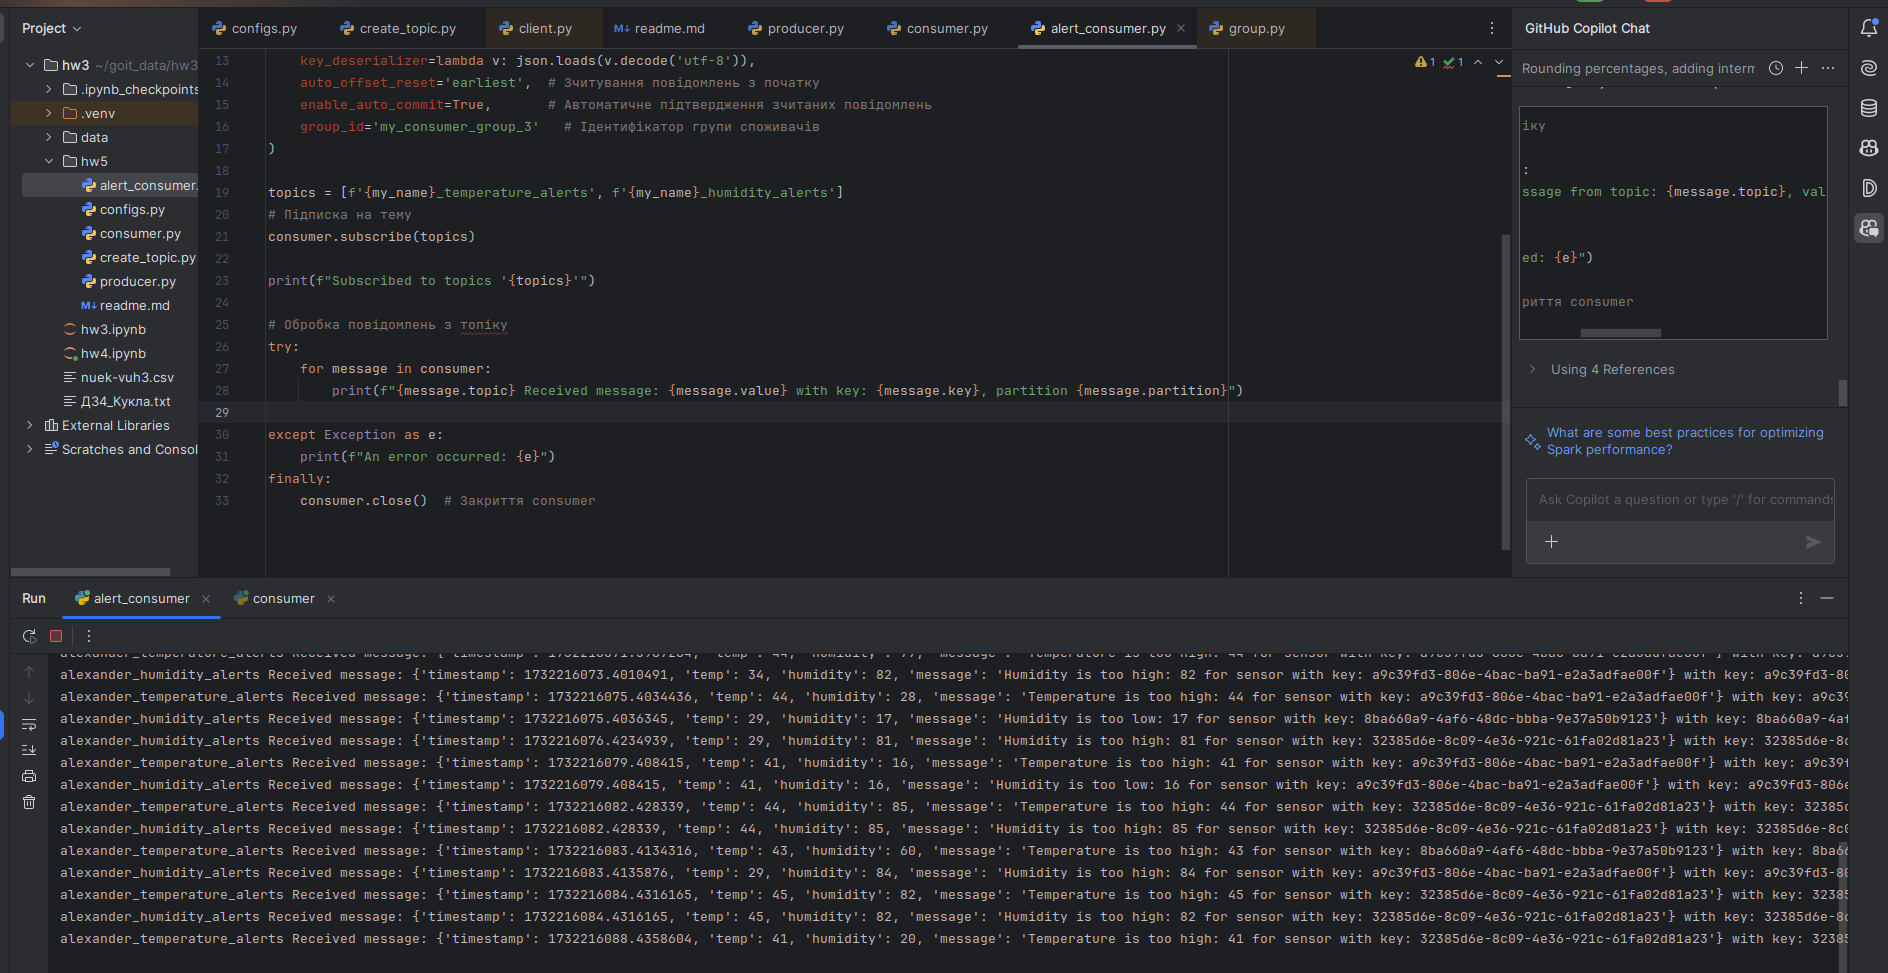 Project
configs.py
create_topic.py
client.py
M↓ readme.md
producer.py
consumer.py
alert_consumer.py
group.py
GitHub Copilot Chat
hw3 ~/goit_data/hw3
.ipynb_checkpoints
.venv
data
hw5
alert_consumer.
configs.py
consumer.py
create_topic.py
producer.py
M↓ readme.md
hw3.ipynb
hw4.ipynb
nuek-vuh3.csv
ДЗ4_Кукла.txt
External Libraries
Scratches and Consol
13 key_deserializer=lambda v: json.loads(v.decode('utf-8')),
14 auto_offset_reset='earliest', # Зчитування повідомлень з початку
15 enable_auto_commit=True, # Автоматичне підтвердження зчитаних повідомлень
16 group_id='my_consumer_group_3' # Ідентифікатор групи споживачів
17 )
18
19 topics = [f'{my_name}_temperature_alerts', f'{my_name}_humidity_alerts']
20 # Підписка на тему
21 consumer.subscribe(topics)
22
23 print(f"Subscribed to topics '{topics}'")
24
25 # Обробка повідомлень з топіку
26 try:
27 for message in consumer:
28 print(f"{message.topic} Received message: {message.value} with key: {message.key}, partition {message.partition}")
29
30 except Exception as e:
31 print(f"An error occurred: {e}")
32 finally:
33 consumer.close() # Закриття consumer
1 1
Rounding percentages, adding interm
іку
:
ssage from topic: {message.topic}, val
ed: {e}")
риття consumer
Using 4 References
What are some best practices for optimizing
Spark performance?
Ask Copilot a question or type '/' for commands
Run
alert_consumer
consumer
alexander_humidity_alerts Received message: {'timestamp': 1732216073.4010491, 'temp': 34, 'humidity': 82, 'message': 'Humidity is too high: 82 for sensor with key: a9c39fd3-806e-4bac-ba91-e2a3adfae00f'} with key: a9c39fd3-80
alexander_temperature_alerts Received message: {'timestamp': 1732216075.4034436, 'temp': 44, 'humidity': 28, 'message': 'Temperature is too high: 44 for sensor with key: a9c39fd3-806e-4bac-ba91-e2a3adfae00f'} with key: a9c39
alexander_humidity_alerts Received message: {'timestamp': 1732216075.4036345, 'temp': 29, 'humidity': 17, 'message': 'Humidity is too low: 17 for sensor with key: 8ba660a9-4af6-48dc-bbba-9e37a50b9123'} with key: 8ba660a9-4af
alexander_humidity_alerts Received message: {'timestamp': 1732216076.4234939, 'temp': 29, 'humidity': 81, 'message': 'Humidity is too high: 81 for sensor with key: 32385d6e-8c09-4e36-921c-61fa02d81a23'} with key: 32385d6e-8c
alexander_temperature_alerts Received message: {'timestamp': 1732216079.408415, 'temp': 41, 'humidity': 16, 'message': 'Temperature is too high: 41 for sensor with key: a9c39fd3-806e-4bac-ba91-e2a3adfae00f'} with key: a9c39f
alexander_humidity_alerts Received message: {'timestamp': 1732216079.408415, 'temp': 41, 'humidity': 16, 'message': 'Humidity is too low: 16 for sensor with key: a9c39fd3-806e-4bac-ba91-e2a3adfae00f'} with key: a9c39fd3-806e
alexander_temperature_alerts Received message: {'timestamp': 1732216082.428339, 'temp': 44, 'humidity': 85, 'message': 'Temperature is too high: 44 for sensor with key: 32385d6e-8c09-4e36-921c-61fa02d81a23'} with key: 32385d
alexander_humidity_alerts Received message: {'timestamp': 1732216082.428339, 'temp': 44, 'humidity': 85, 'message': 'Humidity is too high: 85 for sensor with key: 32385d6e-8c09-4e36-921c-61fa02d81a23'} with key: 32385d6e-8c0
alexander_temperature_alerts Received message: {'timestamp': 1732216083.4134316, 'temp': 43, 'humidity': 60, 'message': 'Temperature is too high: 43 for sensor with key: 8ba660a9-4af6-48dc-bbba-9e37a50b9123'} with key: 8ba66
alexander_humidity_alerts Received message: {'timestamp': 1732216083.4135876, 'temp': 29, 'humidity': 84, 'message': 'Humidity is too high: 84 for sensor with key: a9c39fd3-806e-4bac-ba91-e2a3adfae00f'} with key: a9c39fd3-80
alexander_temperature_alerts Received message: {'timestamp': 1732216084.4316165, 'temp': 45, 'humidity': 82, 'message': 'Temperature is too high: 45 for sensor with key: 32385d6e-8c09-4e36-921c-61fa02d81a23'} with key: 32385
alexander_humidity_alerts Received message: {'timestamp': 1732216084.4316165, 'temp': 45, 'humidity': 82, 'message': 'Humidity is too high: 82 for sensor with key: 32385d6e-8c09-4e36-921c-61fa02d81a23'} with key: 32385d6e-8c
alexander_temperature_alerts Received message: {'timestamp': 1732216088.4358604, 'temp': 41, 'humidity': 20, 'message': 'Temperature is too high: 41 for sensor with key: 32385d6e-8c09-4e36-921c-61fa02d81a23'} with key: 32385